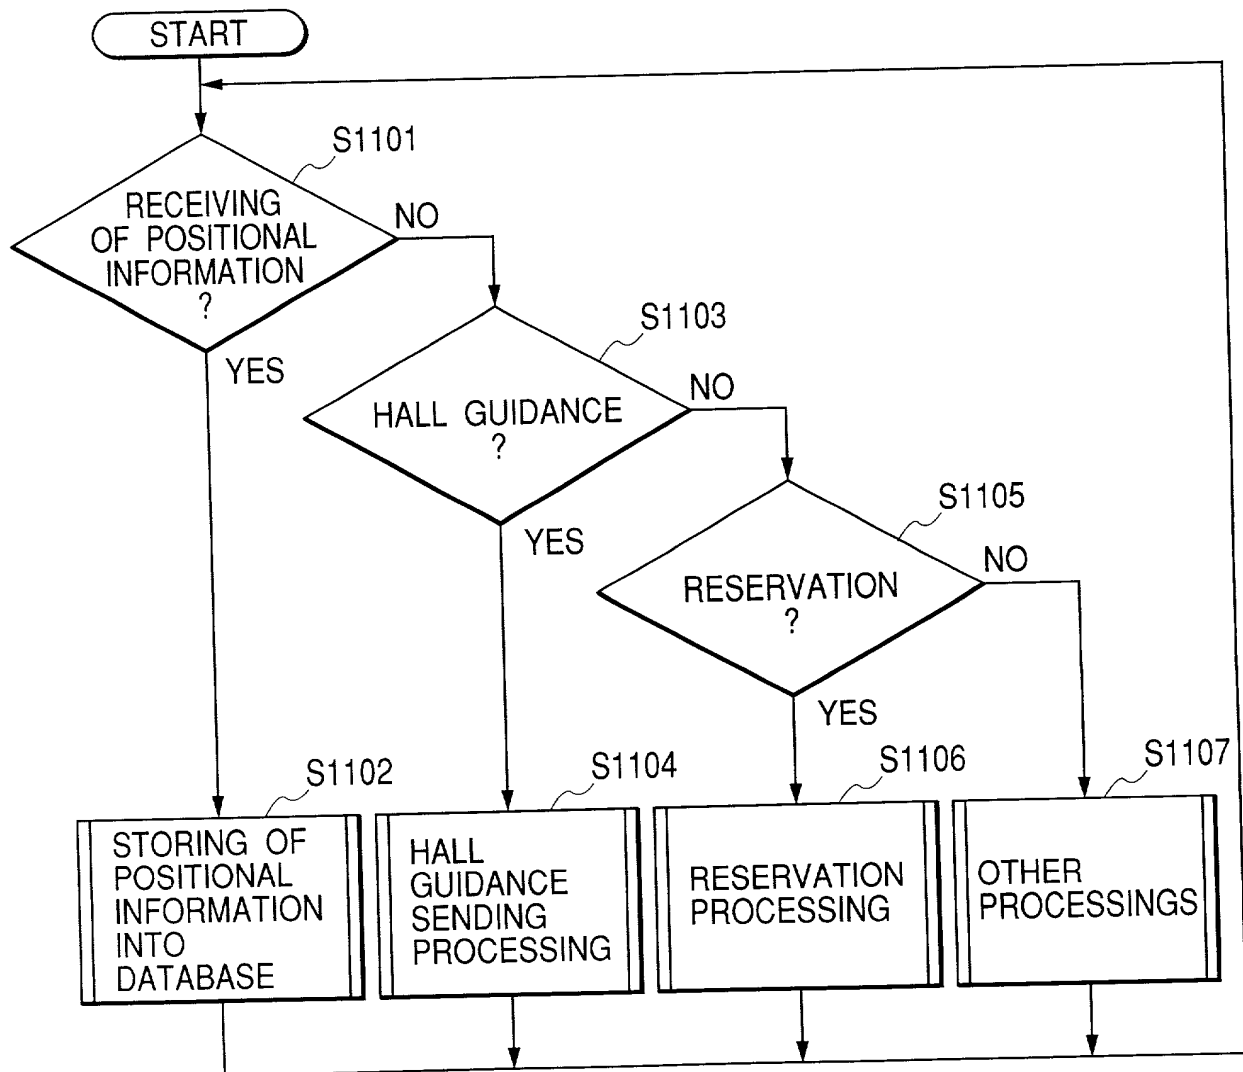 START
S1101
RECEIVING
OF POSITIONAL
INFORMATION
?
NO
YES
S1103
HALL GUIDANCE
?
NO
YES
S1105
RESERVATION
?
NO
YES
S1102
STORING OF
POSITIONAL
INFORMATION
INTO
DATABASE
S1104
HALL
GUIDANCE
SENDING
PROCESSING
S1106
RESERVATION
PROCESSING
S1107
OTHER
PROCESSINGS